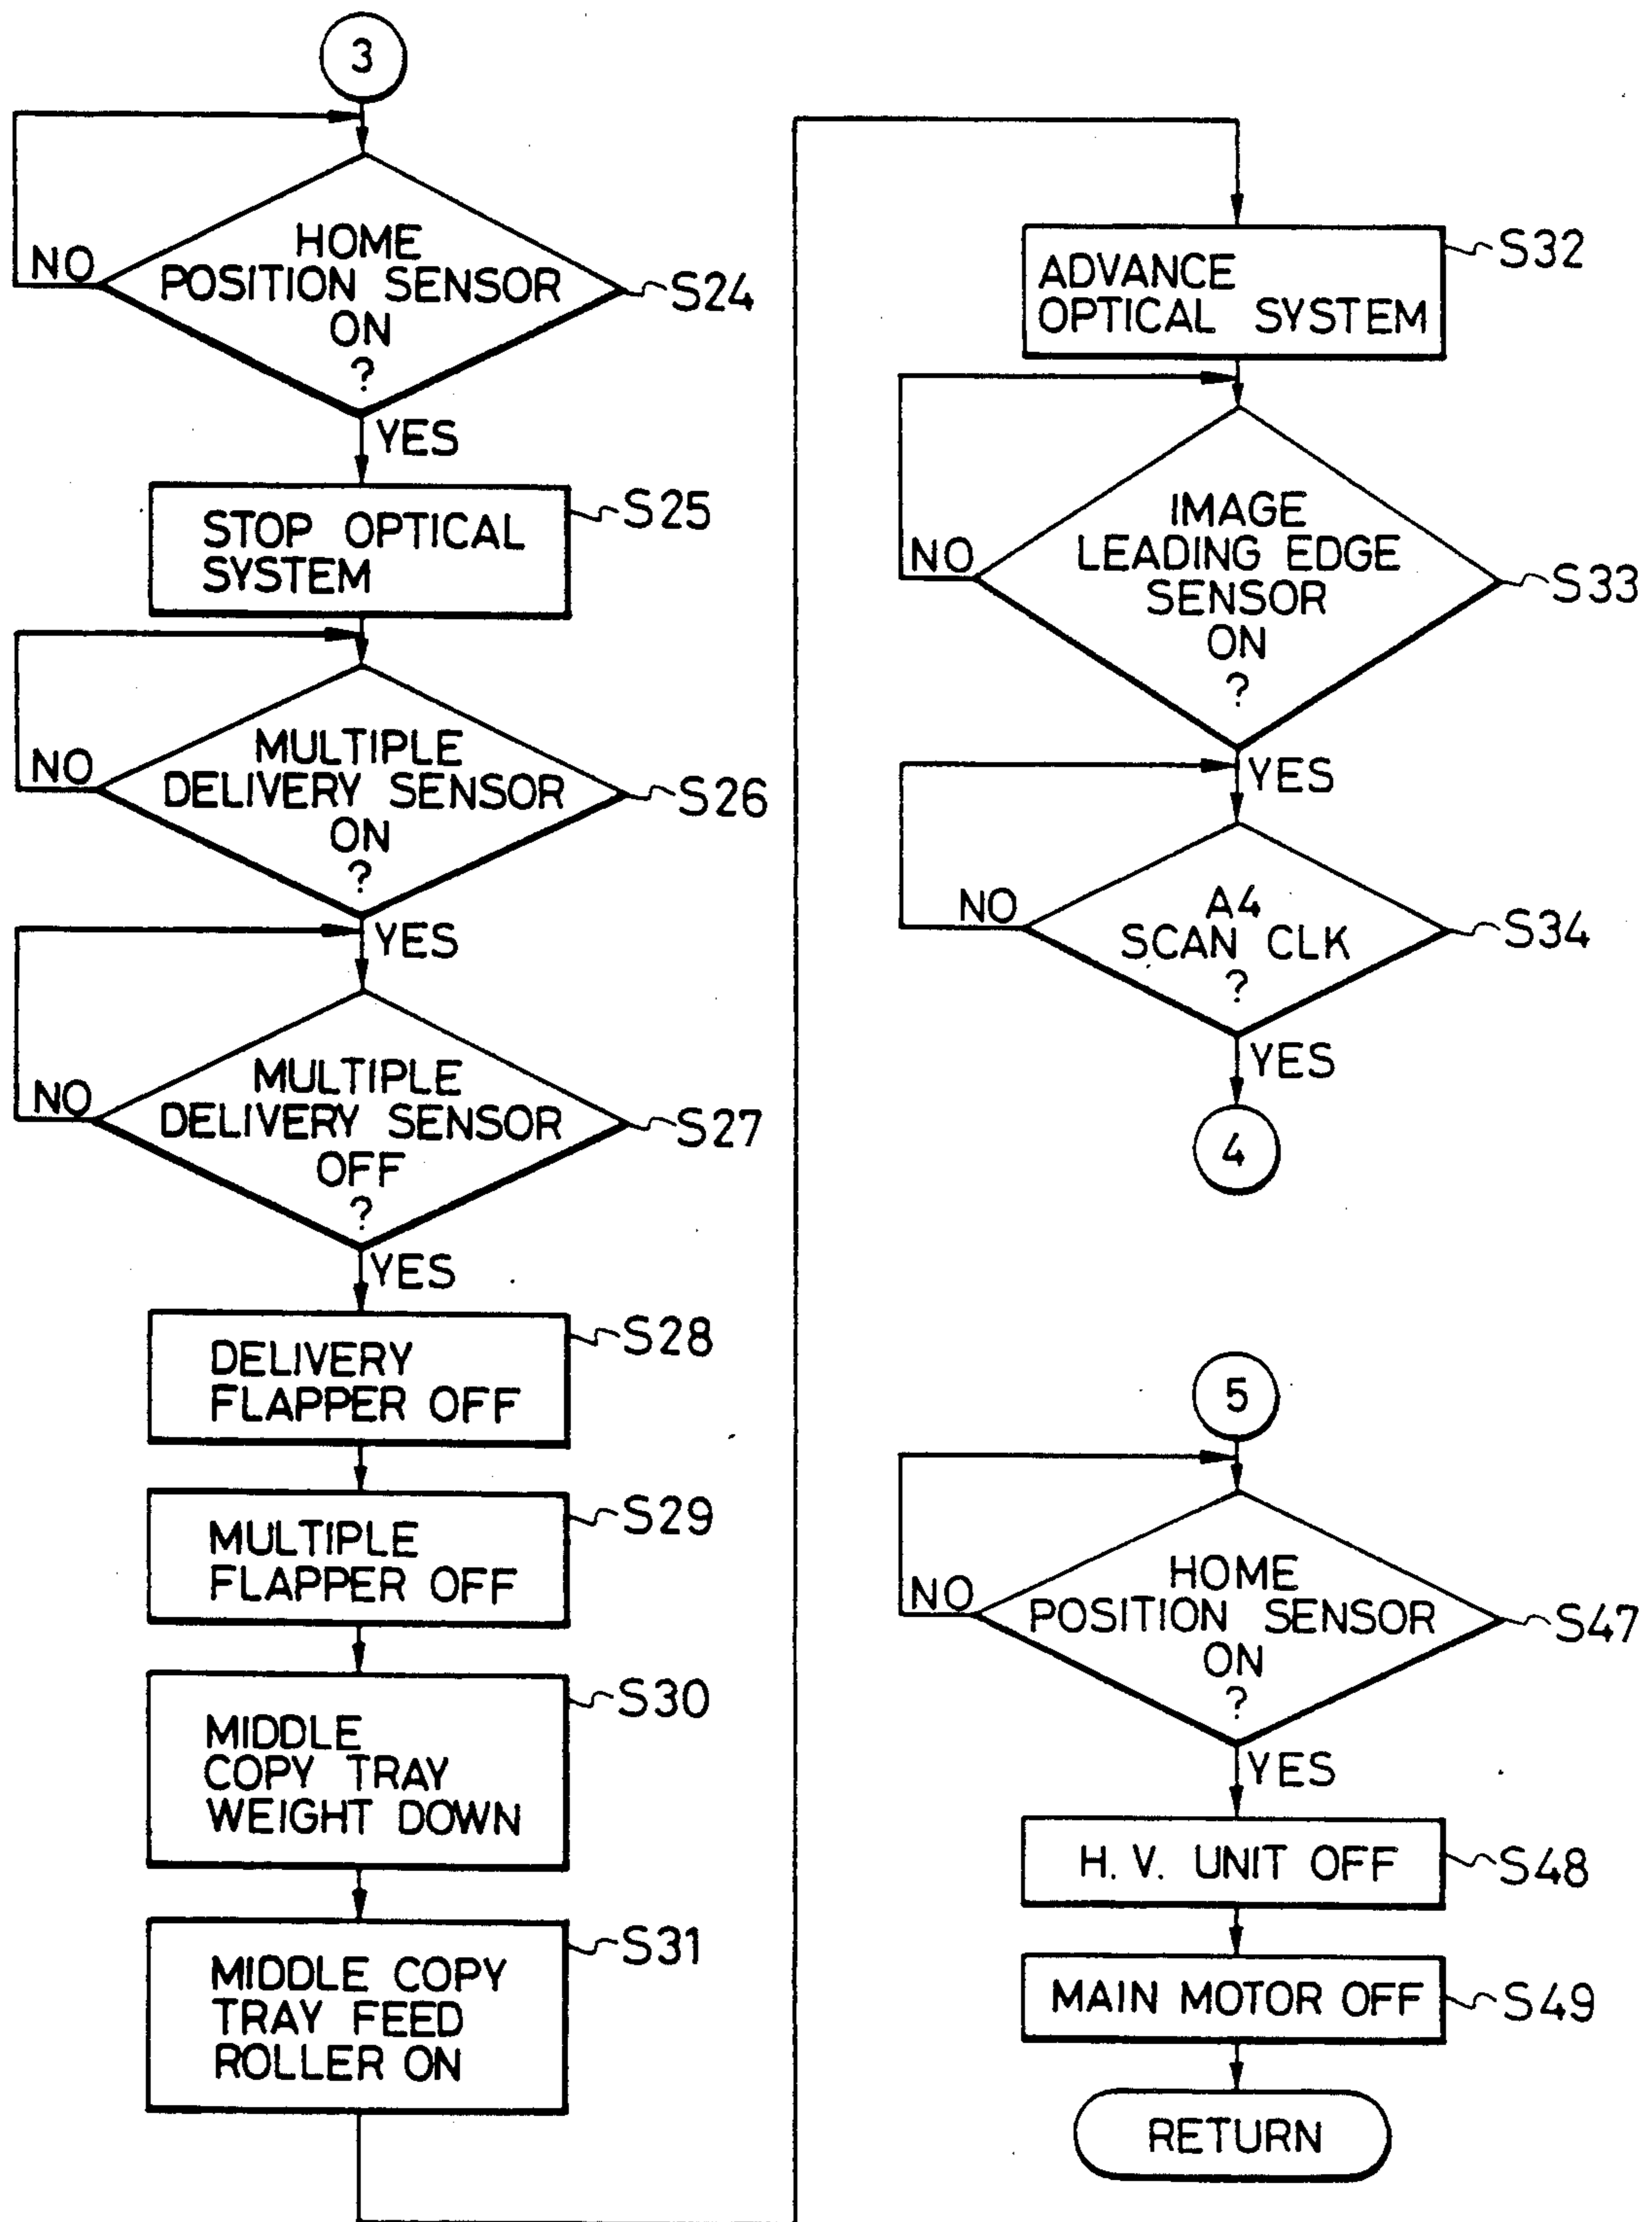 3
HOME
POSITION SENSOR
ON
?
NO
S24
YES
STOP OPTICAL
SYSTEM
S25
MULTIPLE
DELIVERY SENSOR
ON
?
NO
S26
YES
MULTIPLE
DELIVERY SENSOR
OFF
?
NO
S27
YES
DELIVERY
FLAPPER OFF
S28
MULTIPLE
FLAPPER OFF
S29
MIDDLE
COPY TRAY
WEIGHT DOWN
S30
MIDDLE COPY
TRAY FEED
ROLLER ON
S31
ADVANCE
OPTICAL SYSTEM
S32
IMAGE
LEADING EDGE
SENSOR
ON
?
NO
S33
YES
A4
SCAN CLK
?
NO
S34
YES
4
5
HOME
POSITION SENSOR
ON
?
NO
S47
YES
H. V. UNIT OFF
S48
MAIN MOTOR OFF
S49
RETURN